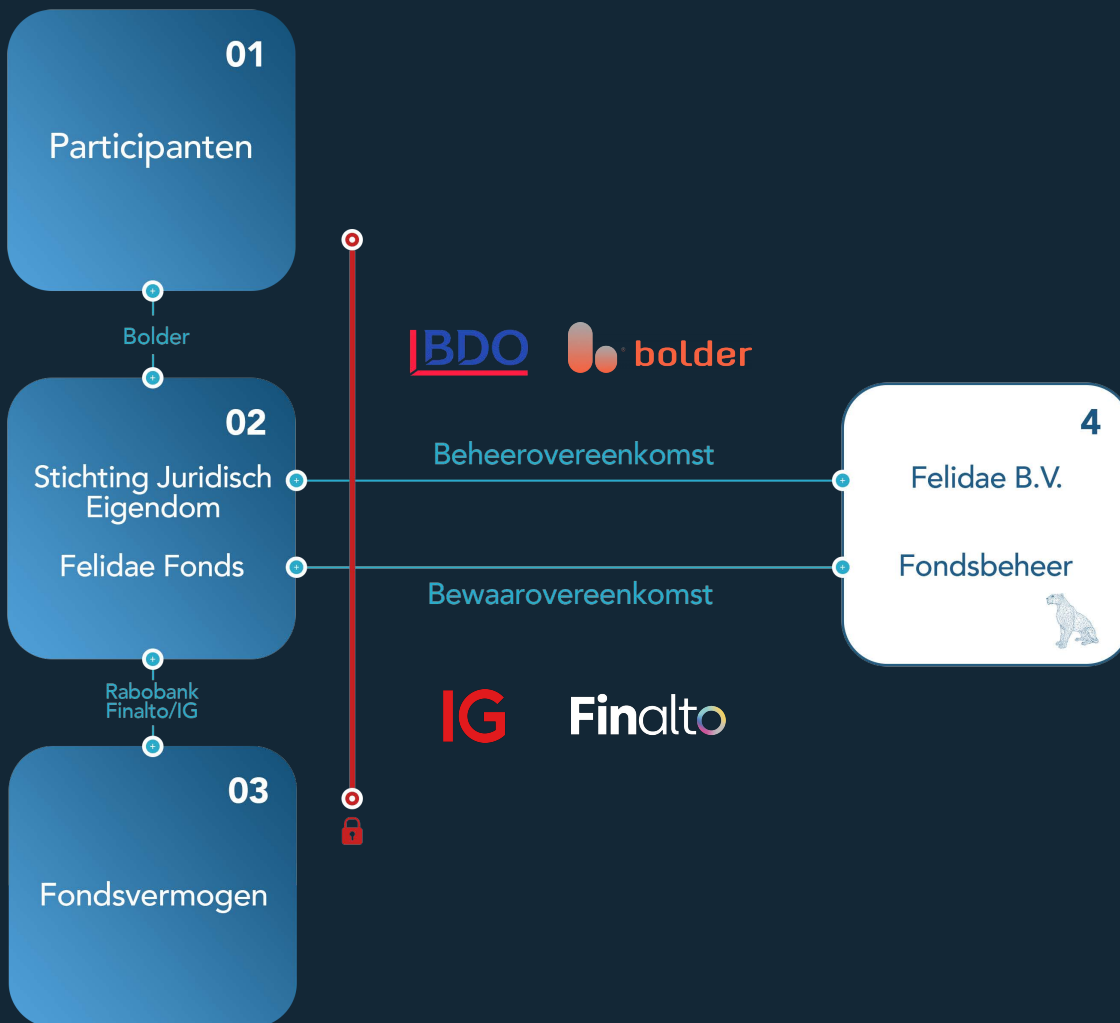 01
Participanten
Bolder
02
Stichting Juridisch
Eigendom
Felidae Fonds
Rabobank
Finalto/IG
03
Fondsvermogen
BDO
bolder
Beheerovereenkomst
Bewaarovereenkomst
IG
Finalto
4
Felidae B.V.
Fondsbeheer